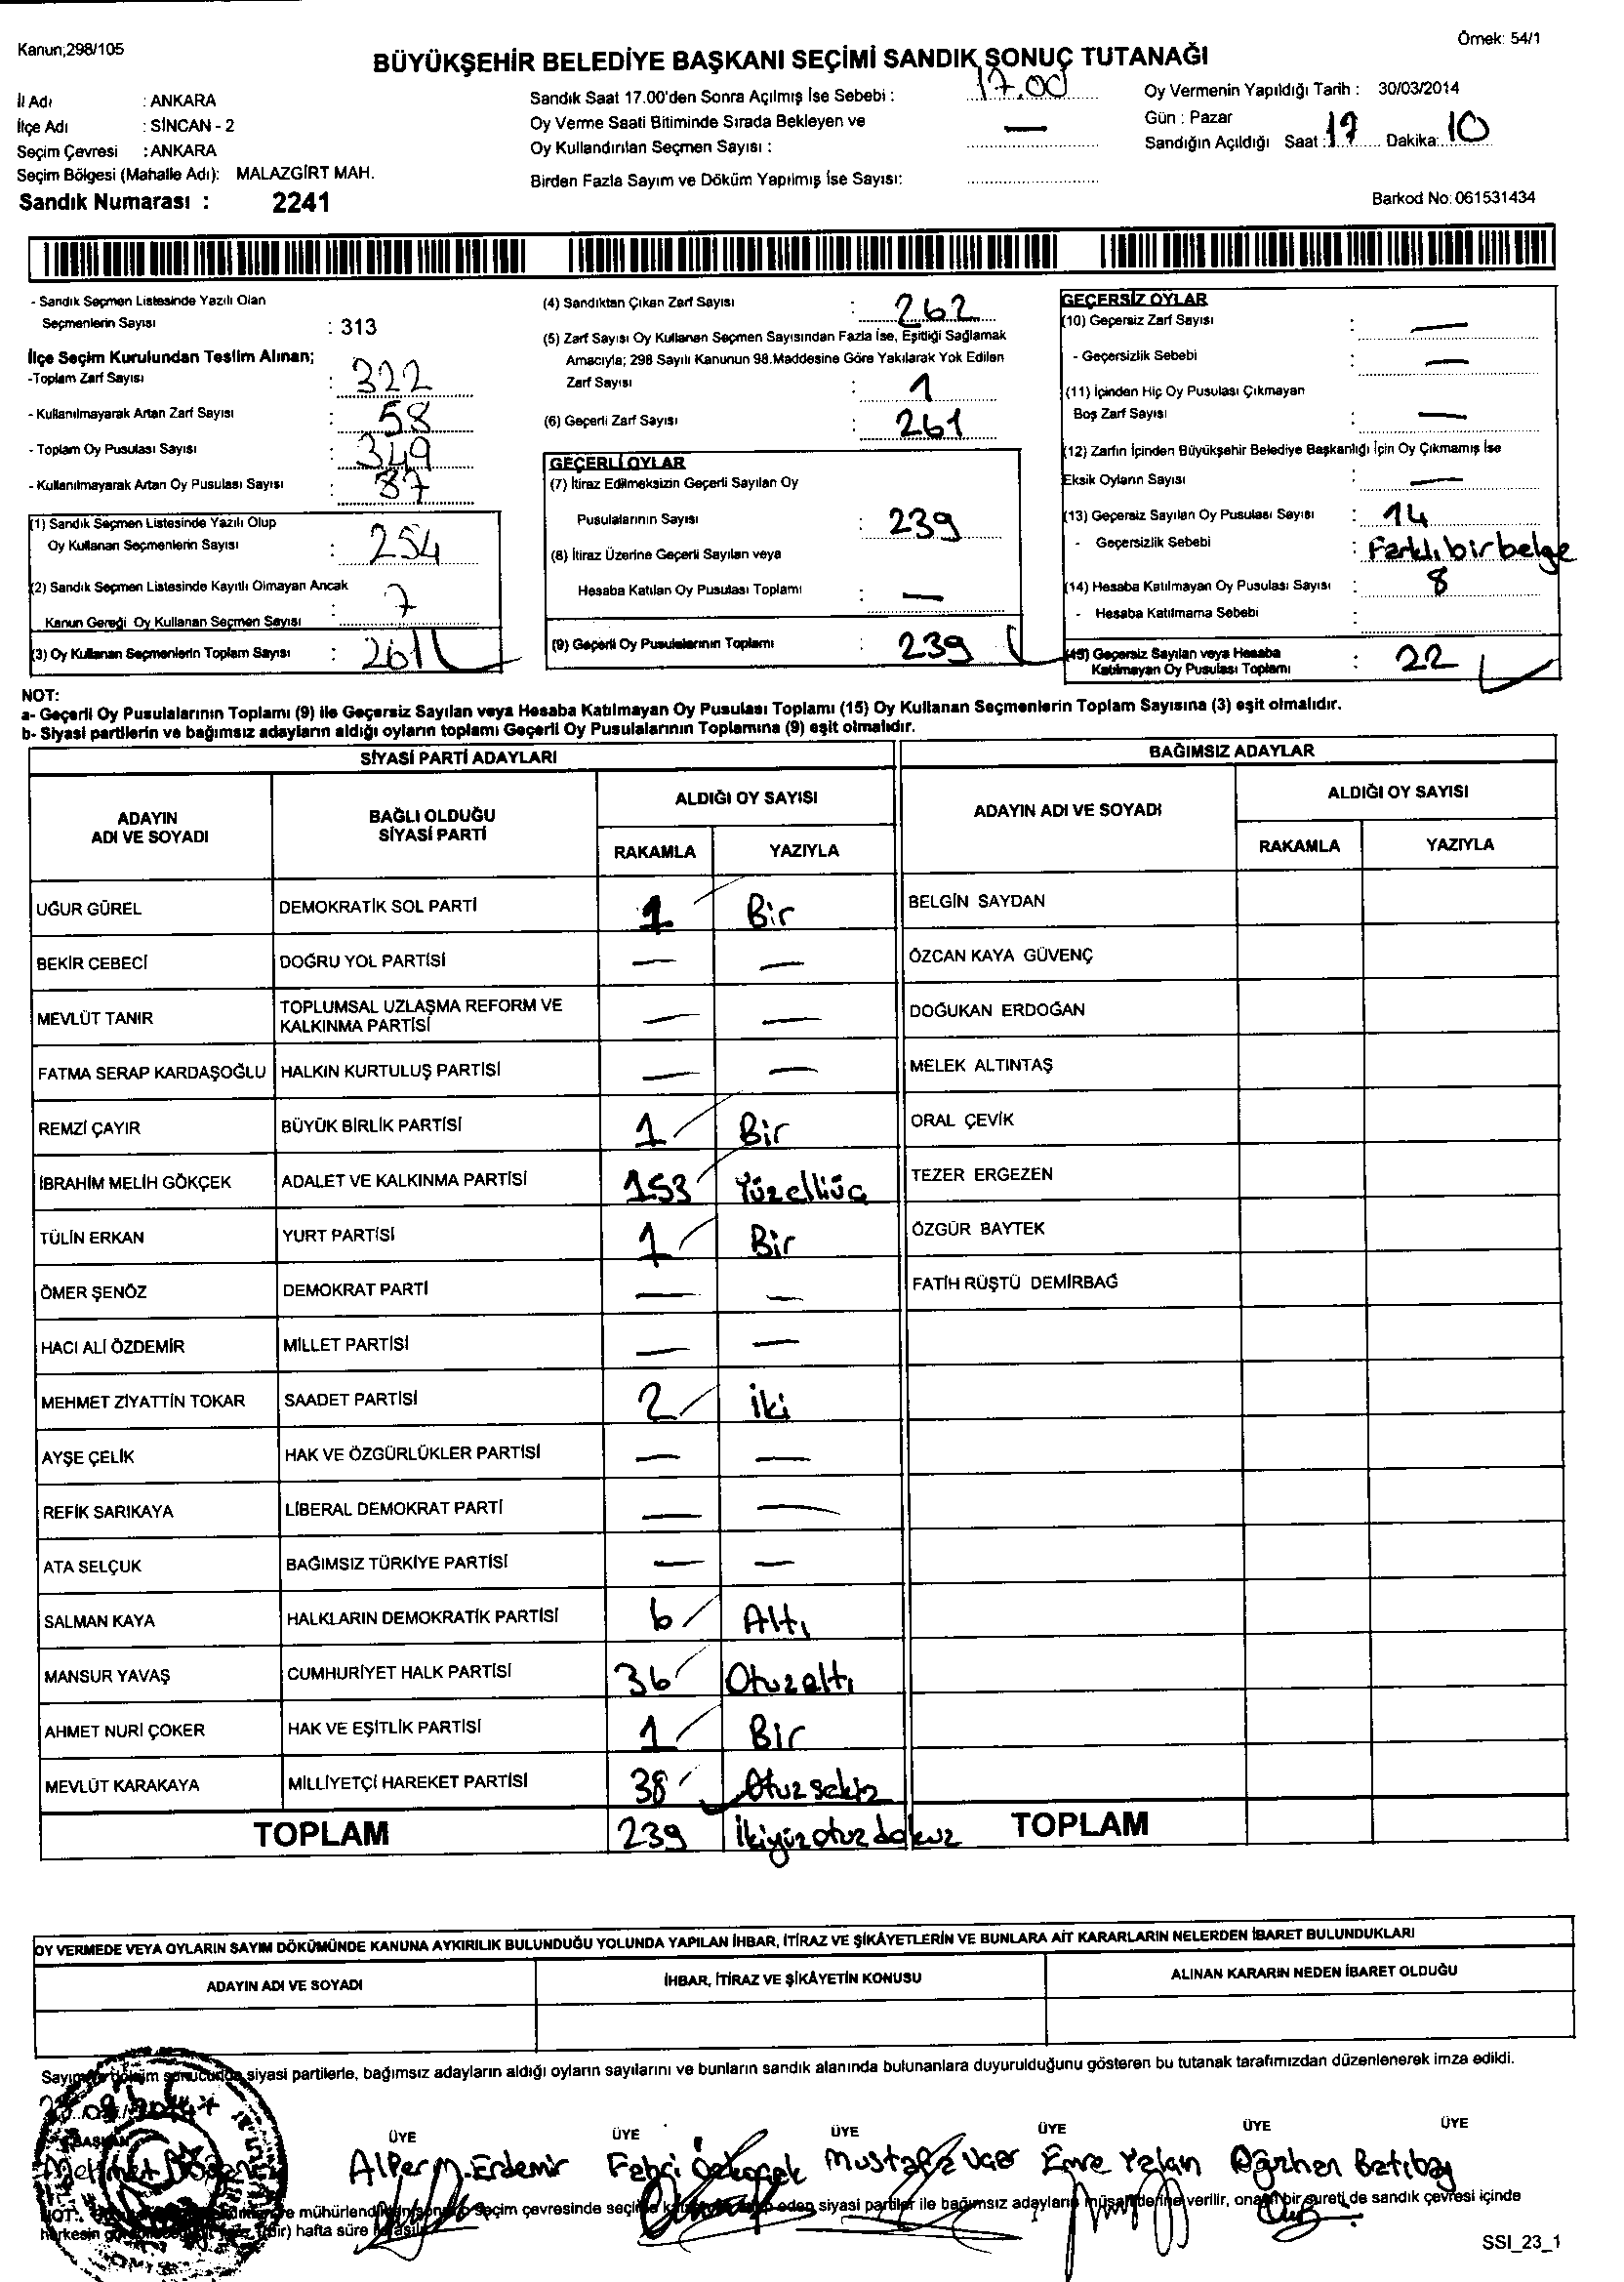 Kanun;298/105
Örnek: 54/1
BÜYÜKŞEHİR BELEDİYE BAŞKANI SEÇİMİ SANDIK SONUÇ TUTANAĞI
İl Adı : ANKARA
İlçe Adı : SİNCAN - 2
Seçim Çevresi : ANKARA
Seçim Bölgesi (Mahalle Adı): MALAZGİRT MAH.
Sandık Numarası : 2241
Sandık Saat 17.00'den Sonra Açılmış İse Sebebi : 17.00
Oy Verme Saati Bitiminde Sırada Bekleyen ve
Oy Kullandırılan Seçmen Sayısı : —
Birden Fazla Sayım ve Döküm Yapılmış İse Sayısı:
Oy Vermenin Yapıldığı Tarih : 30/03/2014
Gün : Pazar
Sandığın Açıldığı Saat : 17 Dakika: 10
Barkod No: 061531434
- Sandık Seçmen Listesinde Yazılı Olan
Seçmenlerin Sayısı : 313
İlçe Seçim Kurulundan Teslim Alınan;
-Toplam Zarf Sayısı : 322
- Kullanılmayarak Artan Zarf Sayısı : 58
- Toplam Oy Pusulası Sayısı : 349
- Kullanılmayarak Artan Oy Pusulası Sayısı : 87
(1) Sandık Seçmen Listesinde Yazılı Olup
Oy Kullanan Seçmenlerin Sayısı : 254
(2) Sandık Seçmen Listesinde Kayıtlı Olmayan Ancak
Kanun Gereği Oy Kullanan Seçmen Sayısı : 7
(3) Oy Kullanan Seçmenlerin Toplam Sayısı : 261
(4) Sandıktan Çıkan Zarf Sayısı : 262
(5) Zarf Sayısı Oy Kullanan Seçmen Sayısından Fazla İse, Eşitliği Sağlamak
Amacıyla; 298 Sayılı Kanunun 98.Maddesine Göre Yakılarak Yok Edilen
Zarf Sayısı : 1
(6) Geçerli Zarf Sayısı : 261
GEÇERLİ OYLAR
(7) İtiraz Edilmeksizin Geçerli Sayılan Oy
Pusulalarının Sayısı : 239
(8) İtiraz Üzerine Geçerli Sayılan veya
Hesaba Katılan Oy Pusulası Toplamı : —
(9) Geçerli Oy Pusulalarının Toplamı : 239
GEÇERSİZ OYLAR
(10) Geçersiz Zarf Sayısı : —
- Geçersizlik Sebebi : —
(11) İçinden Hiç Oy Pusulası Çıkmayan
Boş Zarf Sayısı : —
(12) Zarfın İçinden Büyükşehir Belediye Başkanlığı İçin Oy Çıkmamış İse
Eksik Oyların Sayısı : —
(13) Geçersiz Sayılan Oy Pusulası Sayısı : 14
- Geçersizlik Sebebi : Farklı bir belge
(14) Hesaba Katılmayan Oy Pusulası Sayısı : 8
- Hesaba Katılmama Sebebi :
(15) Geçersiz Sayılan veya Hesaba
Katılmayan Oy Pusulası Toplamı : 22
NOT:
a- Geçerli Oy Pusulalarının Toplamı (9) ile Geçersiz Sayılan veya Hesaba Katılmayan Oy Pusulası Toplamı (15) Oy Kullanan Seçmenlerin Toplam Sayısına (3) eşit olmalıdır.
b- Siyasi partilerin ve bağımsız adayların aldığı oyların toplamı Geçerli Oy Pusulalarının Toplamına (9) eşit olmalıdır.
SİYASİ PARTİ ADAYLARI
BAĞIMSIZ ADAYLAR
ADAYIN ADI VE SOYADI
BAĞLI OLDUĞU SİYASİ PARTİ
ALDIĞI OY SAYISI
RAKAMLA YAZIYLA
ADAYIN ADI VE SOYADI
ALDIĞI OY SAYISI
RAKAMLA YAZIYLA
UĞUR GÜREL DEMOKRATİK SOL PARTİ 1 Bir BELGİN SAYDAN
BEKİR CEBECİ DOĞRU YOL PARTİSİ — — ÖZCAN KAYA GÜVENÇ
MEVLÜT TANIR TOPLUMSAL UZLAŞMA REFORM VE KALKINMA PARTİSİ — — DOĞUKAN ERDOĞAN
FATMA SERAP KARDAŞOĞLU HALKIN KURTULUŞ PARTİSİ — — MELEK ALTINTAŞ
REMZİ ÇAYIR BÜYÜK BİRLİK PARTİSİ 1 Bir ORAL ÇEVİK
İBRAHİM MELİH GÖKÇEK ADALET VE KALKINMA PARTİSİ 153 Yüzelliüç TEZER ERGEZEN
TÜLİN ERKAN YURT PARTİSİ 1 Bir ÖZGÜR BAYTEK
ÖMER ŞENÖZ DEMOKRAT PARTİ — — FATİH RÜŞTÜ DEMİRBAĞ
HACI ALİ ÖZDEMİR MİLLET PARTİSİ — —
MEHMET ZİYATTİN TOKAR SAADET PARTİSİ 2 İki
AYŞE ÇELİK HAK VE ÖZGÜRLÜKLER PARTİSİ — —
REFİK SARIKAYA LİBERAL DEMOKRAT PARTİ — —
ATA SELÇUK BAĞIMSIZ TÜRKİYE PARTİSİ — —
SALMAN KAYA HALKLARIN DEMOKRATİK PARTİSİ 6 Altı
MANSUR YAVAŞ CUMHURİYET HALK PARTİSİ 36 Otuzaltı
AHMET NURİ ÇOKER HAK VE EŞİTLİK PARTİSİ 1 Bir
MEVLÜT KARAKAYA MİLLİYETÇİ HAREKET PARTİSİ 38 Otuzsekiz
TOPLAM 239 İkiyüzotuzdokuz TOPLAM
OY VERMEDE VEYA OYLARIN SAYIM DÖKÜMÜNDE KANUNA AYKIRILIK BULUNDUĞU YOLUNDA YAPILAN İHBAR, İTİRAZ VE ŞİKÂYETLERİN VE BUNLARA AİT KARARLARIN NELERDEN İBARET BULUNDUKLARI
ADAYIN ADI VE SOYADI İHBAR, İTİRAZ VE ŞİKÂYETİN KONUSU ALINAN KARARIN NEDEN İBARET OLDUĞU
siyasi partilerle, bağımsız adayların aldığı oyların sayılarını ve bunların sandık alanında bulunanlara duyurulduğunu gösteren bu tutanak tarafımızdan düzenlenerek imza edildi.
BAŞKAN ÜYE ÜYE ÜYE ÜYE ÜYE ÜYE
Mehmet Alper M. Erdemir Fehmi Mustafa Emre Yalan Oğuzhan Batıbay
seçim çevresinde eden siyasi partiler ile bağımsız adayların müşahitlerine verilir, onaylı bir sureti de sandık çevresi içinde
herkesin hafta süre ile asılır.
SSI_23_1